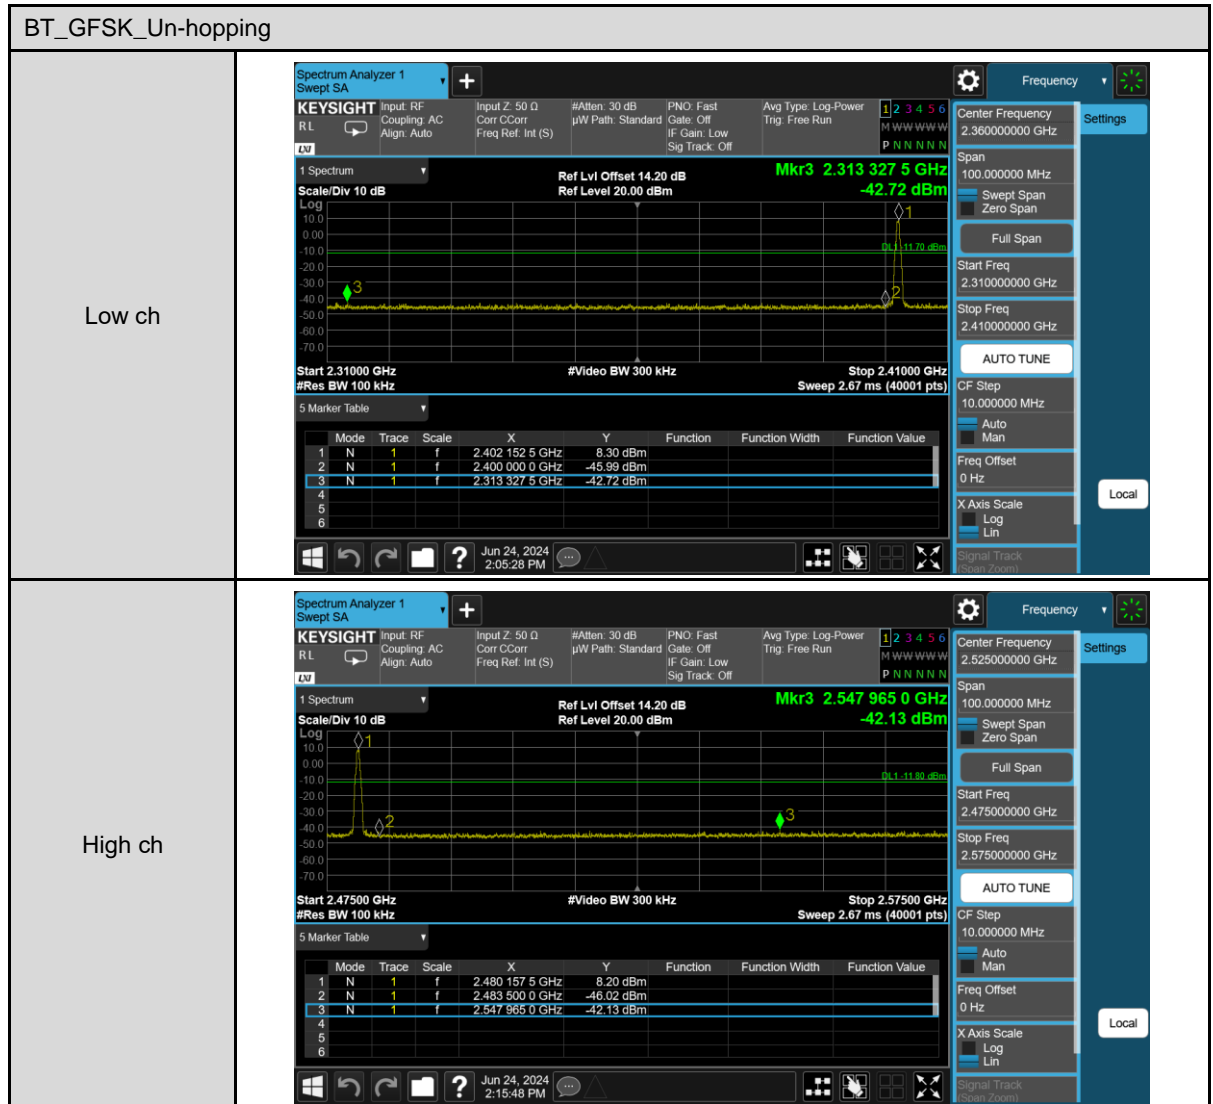 BT_GFSK_Un-hopping
Low ch
Spectrum Analyzer 1
Swept SA
Frequency
KEYSIGHT
RL
LXI
Input: RF
Coupling: AC
Align: Auto
Input Z: 50 Ω
Corr CCorr
Freq Ref: Int (S)
#Atten: 30 dB
µW Path: Standard
PNO: Fast
Gate: Off
IF Gain: Low
Sig Track: Off
Avg Type: Log-Power
Trig: Free Run
1 2 3 4 5 6
M W W W W W
P N N N N N
Center Frequency
2.360000000 GHz
Settings
Span
100.000000 MHz
Swept Span
Zero Span
Full Span
Start Freq
2.310000000 GHz
Stop Freq
2.410000000 GHz
AUTO TUNE
CF Step
10.000000 MHz
Auto
Man
Freq Offset
0 Hz
X Axis Scale
Log
Lin
Signal Track
(Span Zoom)
Local
1 Spectrum
Scale/Div 10 dB
Ref Lvl Offset 14.20 dB
Ref Level 20.00 dBm
Mkr3 2.313 327 5 GHz
-42.72 dBm
Log
10.0
0.00
-10.0
-20.0
-30.0
-40.0
-50.0
-60.0
-70.0
1
DL1 -11.70 dBm
2
3
Start 2.31000 GHz
#Res BW 100 kHz
#Video BW 300 kHz
Stop 2.41000 GHz
Sweep 2.67 ms (40001 pts)
5 Marker Table
Mode Trace Scale X Y Function Function Width Function Value
1 N 1 f 2.402 152 5 GHz 8.30 dBm
2 N 1 f 2.400 000 0 GHz -45.99 dBm
3 N 1 f 2.313 327 5 GHz -42.72 dBm
4
5
6
?
Jun 24, 2024
2:05:28 PM
High ch
Spectrum Analyzer 1
Swept SA
Frequency
KEYSIGHT
RL
LXI
Input: RF
Coupling: AC
Align: Auto
Input Z: 50 Ω
Corr CCorr
Freq Ref: Int (S)
#Atten: 30 dB
µW Path: Standard
PNO: Fast
Gate: Off
IF Gain: Low
Sig Track: Off
Avg Type: Log-Power
Trig: Free Run
1 2 3 4 5 6
M W W W W W
P N N N N N
Center Frequency
2.525000000 GHz
Settings
Span
100.000000 MHz
Swept Span
Zero Span
Full Span
Start Freq
2.475000000 GHz
Stop Freq
2.575000000 GHz
AUTO TUNE
CF Step
10.000000 MHz
Auto
Man
Freq Offset
0 Hz
X Axis Scale
Log
Lin
Signal Track
(Span Zoom)
Local
1 Spectrum
Scale/Div 10 dB
Ref Lvl Offset 14.20 dB
Ref Level 20.00 dBm
Mkr3 2.547 965 0 GHz
-42.13 dBm
Log
10.0
0.00
-10.0
-20.0
-30.0
-40.0
-50.0
-60.0
-70.0
1
DL1 -11.80 dBm
2
3
Start 2.47500 GHz
#Res BW 100 kHz
#Video BW 300 kHz
Stop 2.57500 GHz
Sweep 2.67 ms (40001 pts)
5 Marker Table
Mode Trace Scale X Y Function Function Width Function Value
1 N 1 f 2.480 157 5 GHz 8.20 dBm
2 N 1 f 2.483 500 0 GHz -46.02 dBm
3 N 1 f 2.547 965 0 GHz -42.13 dBm
4
5
6
?
Jun 24, 2024
2:15:48 PM